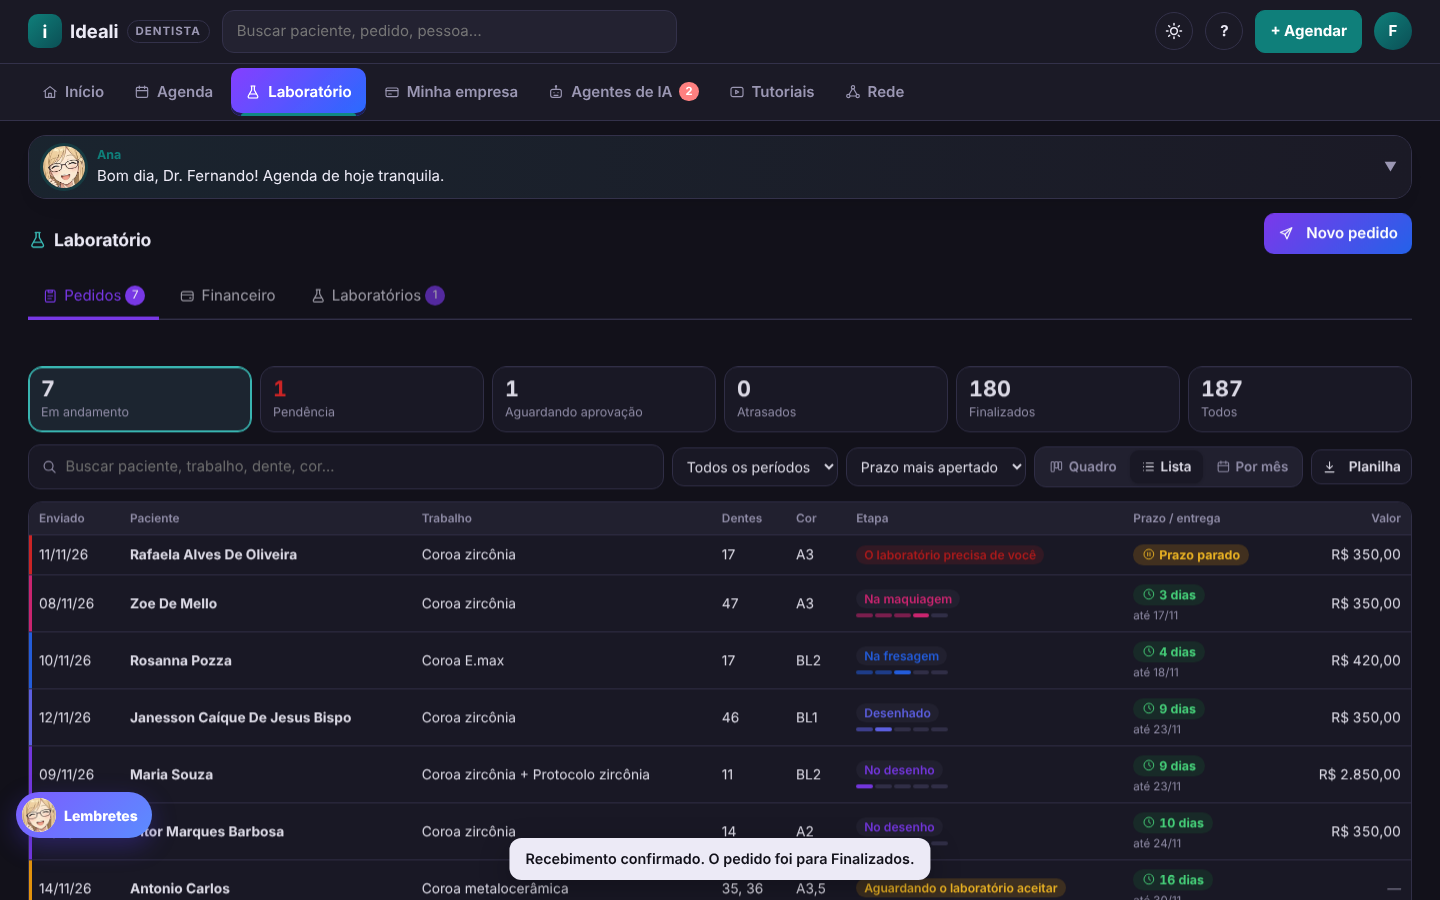 i Ideali DENTISTA Buscar paciente, pedido, pessoa... ? + Agendar F
Início Agenda Laboratório Minha empresa Agentes de IA 2 Tutoriais Rede
Ana
Bom dia, Dr. Fernando! Agenda de hoje tranquila.
Laboratório Novo pedido
Pedidos 7 Financeiro Laboratórios 1
7 1 1 0 180 187
Em andamento Pendência Aguardando aprovação Atrasados Finalizados Todos
Buscar paciente, trabalho, dente, cor... Todos os períodos Prazo mais apertado Quadro Lista Por mês Planilha
Enviado Paciente Trabalho Dentes Cor Etapa Prazo / entrega Valor
11/11/26 Rafaela Alves De Oliveira Coroa zircônia 17 A3 O laboratório precisa de você Prazo parado R$ 350,00
08/11/26 Zoe De Mello Coroa zircônia 47 A3 Na maquiagem 3 dias R$ 350,00
até 17/11
10/11/26 Rosanna Pozza Coroa E.max 17 BL2 Na fresagem 4 dias R$ 420,00
até 18/11
12/11/26 Janesson Caíque De Jesus Bispo Coroa zircônia 46 BL1 Desenhado 9 dias R$ 350,00
até 23/11
09/11/26 Maria Souza Coroa zircônia + Protocolo zircônia 11 BL2 No desenho 9 dias R$ 2.850,00
até 23/11
Lembretes
Marques Barbosa Coroa zircônia 14 A2 No desenho 10 dias R$ 350,00
até 24/11
Recebimento confirmado. O pedido foi para Finalizados.
14/11/26 Antonio Carlos Coroa metalocerâmica 35, 36 A3,5 Aguardando o laboratório aceitar 16 dias —